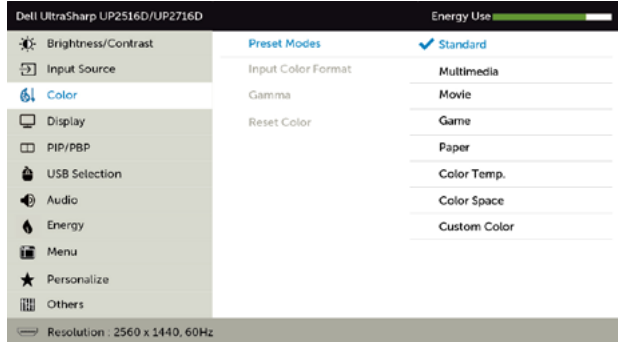 Dell UltraSharp UP2516D/UP2716D
Energy Use
Brightness/Contrast
Preset Modes
Standard
Input Source
Input Color Format
Multimedia
Color
Gamma
Movie
Display
Reset Color
Game
PIP/PBP
Paper
USB Selection
Color Temp.
Audio
Color Space
Energy
Custom Color
Menu
Personalize
Others
Resolution : 2560 x 1440, 60Hz